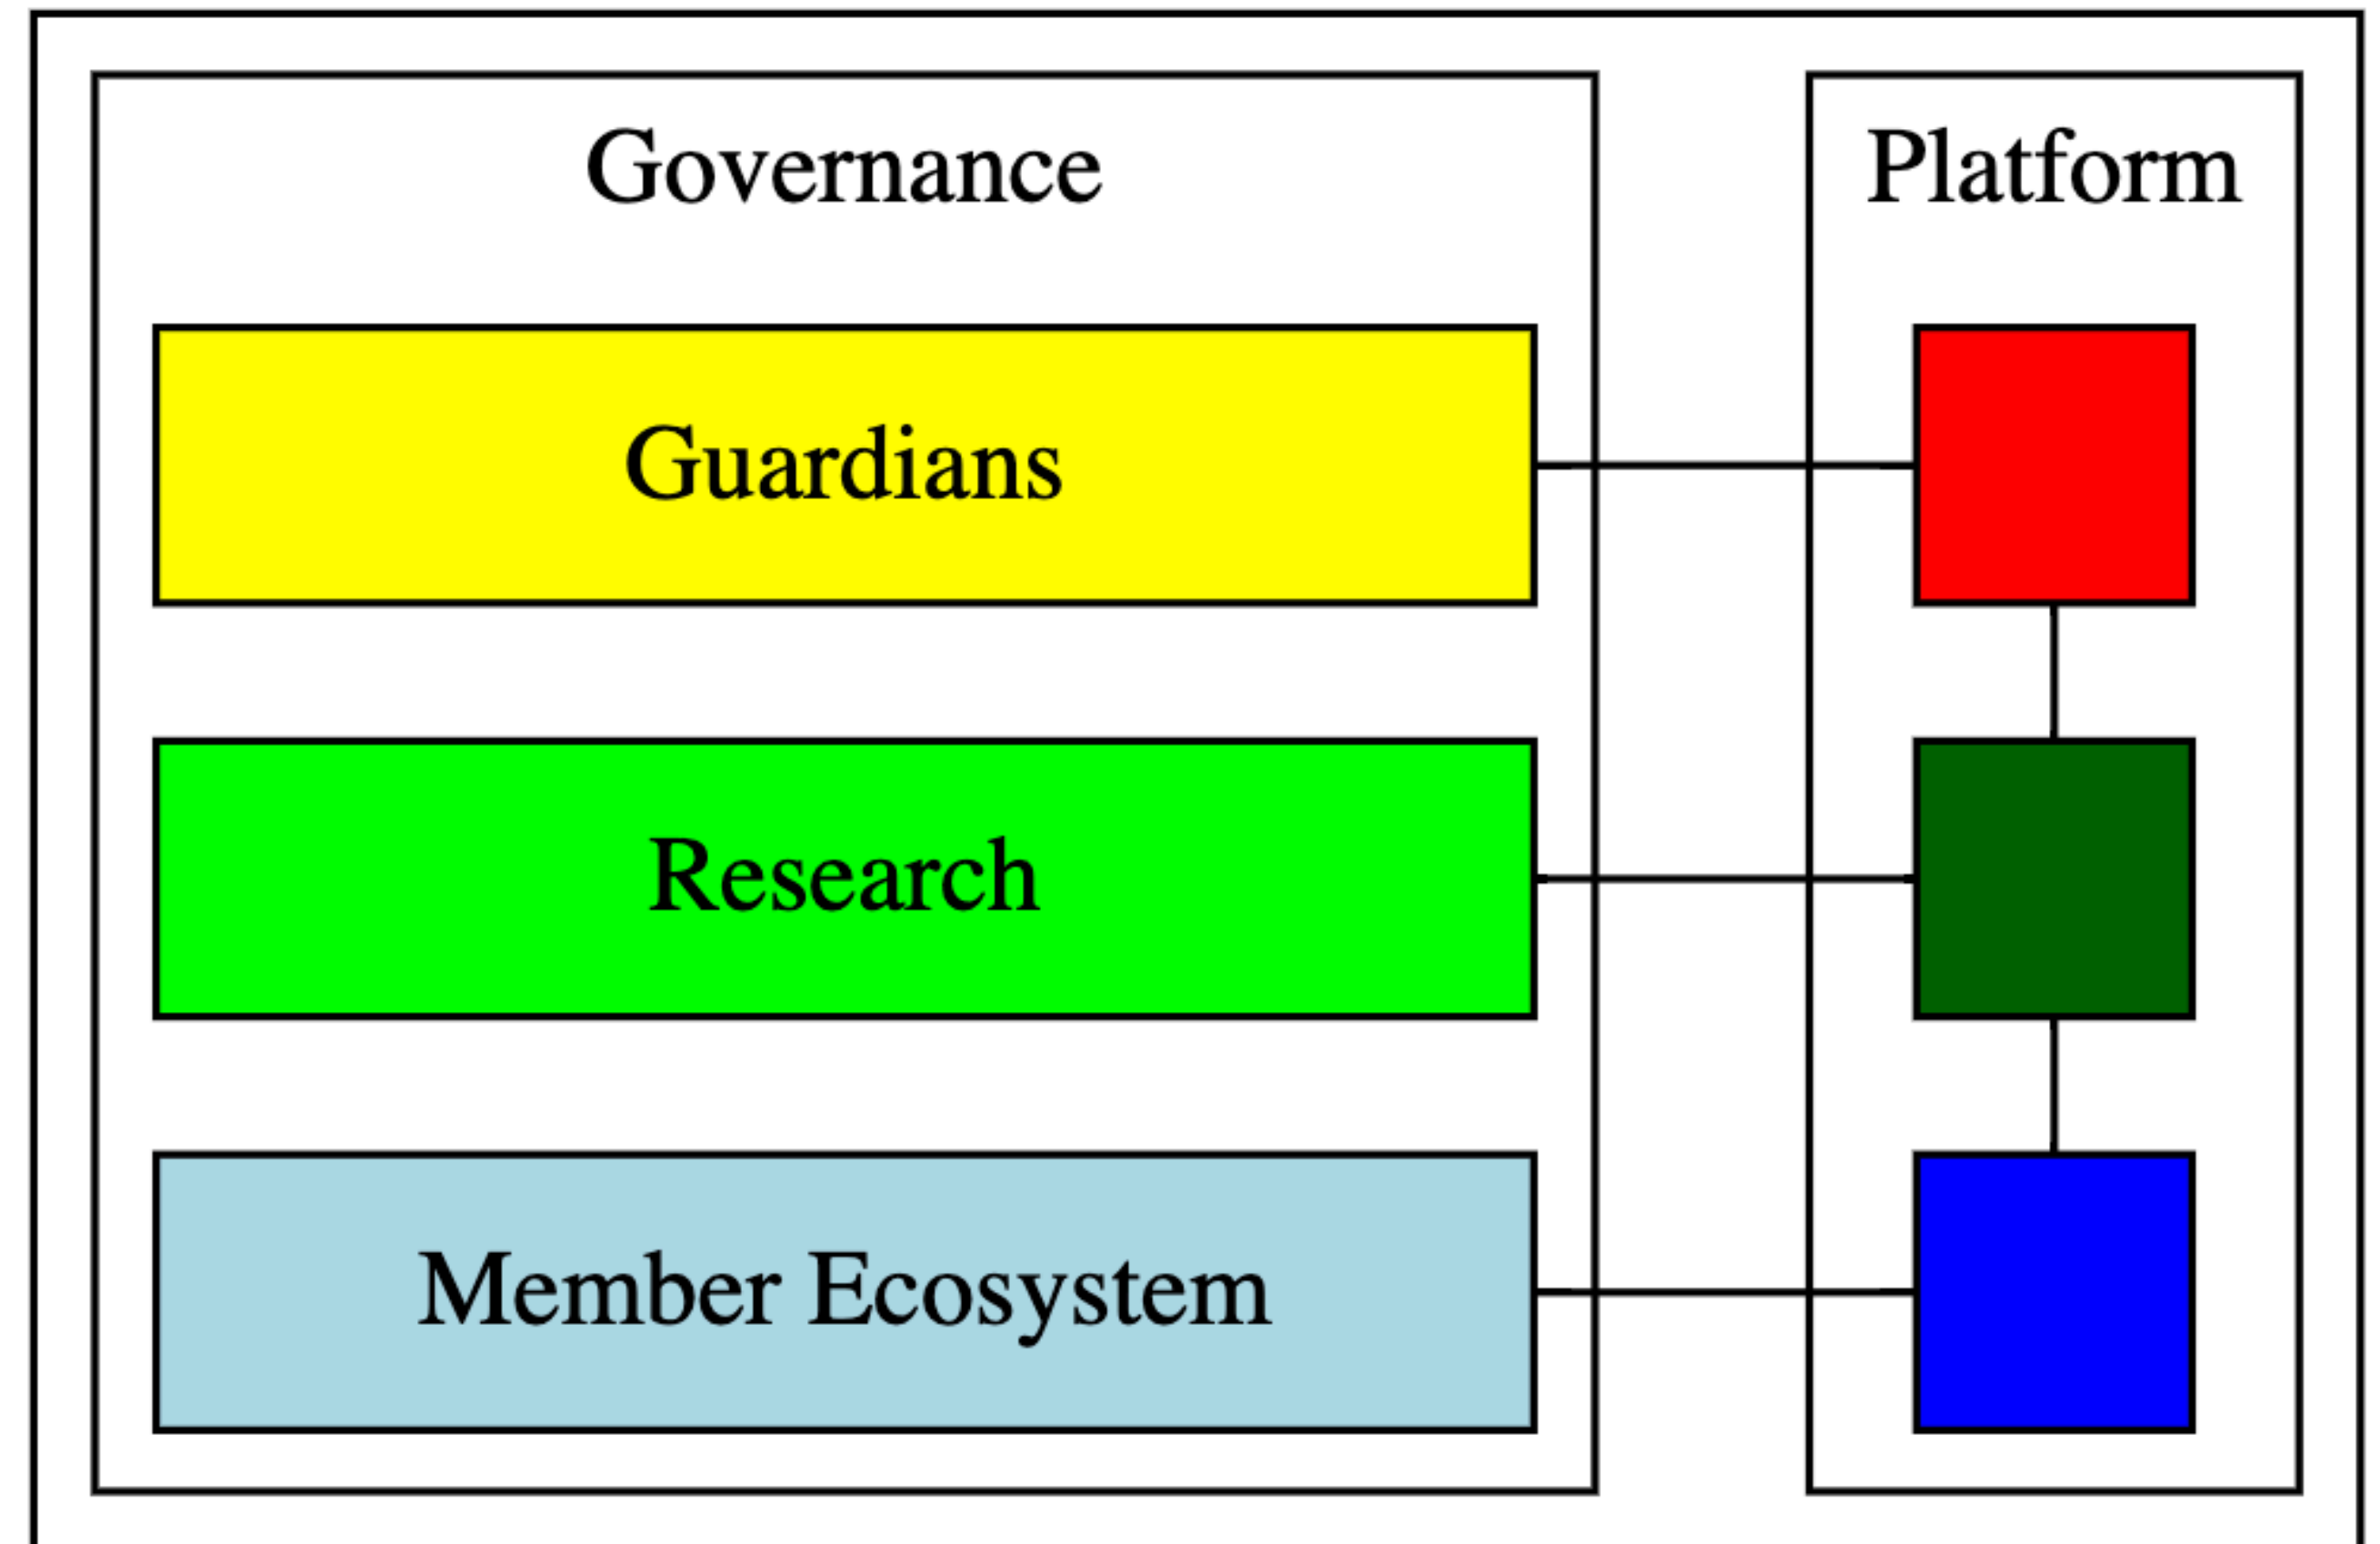 Governance
Platform
Guardians
Research
Member Ecosystem